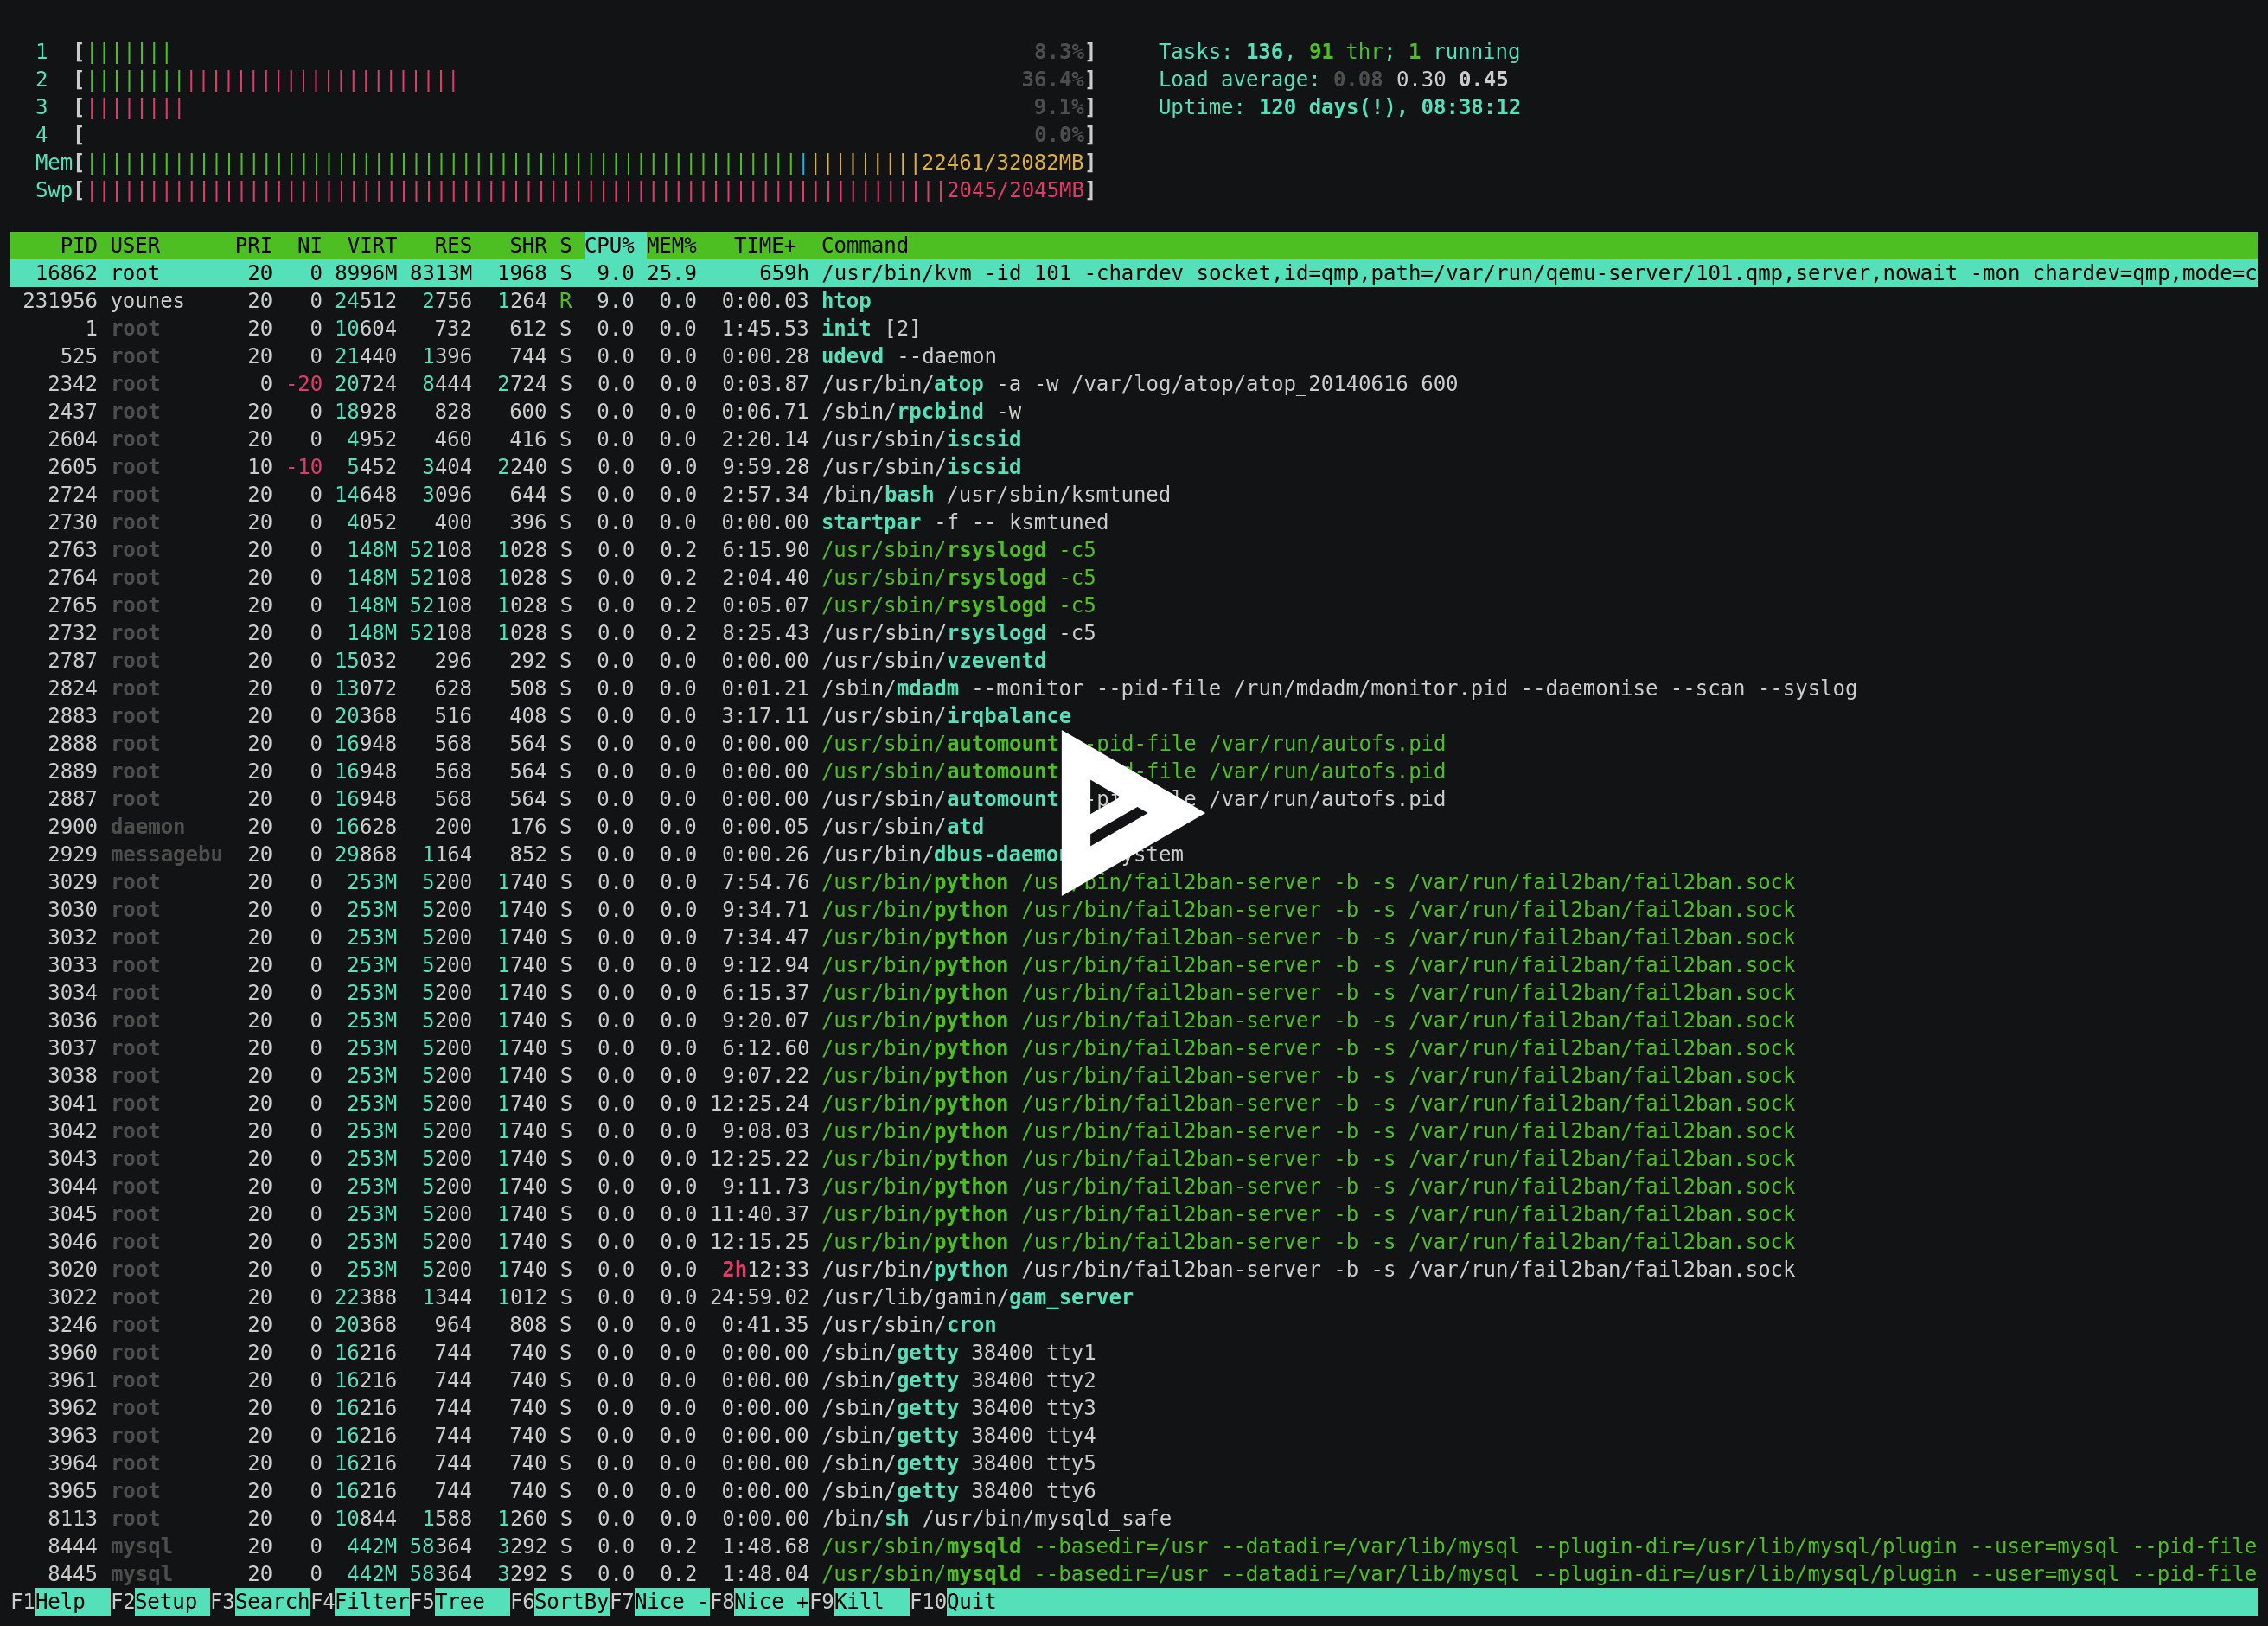 1 [||||||| 8.3%] Tasks: 136, 91 thr; 1 running
2 [|||||||||||||||||||||||||||||| 36.4%] Load average: 0.08 0.30 0.45
3 [|||||||| 9.1%] Uptime: 120 days(!), 08:38:12
4 [ 0.0%]
Mem[|||||||||||||||||||||||||||||||||||||||||||||||||||||||||||||||||||22461/32082MB]
Swp[|||||||||||||||||||||||||||||||||||||||||||||||||||||||||||||||||||||2045/2045MB]
PID USER PRI NI VIRT RES SHR S CPU% MEM% TIME+ Command
16862 root 20 0 8996M 8313M 1968 S 9.0 25.9 659h /usr/bin/kvm -id 101 -chardev socket,id=qmp,path=/var/run/qemu-server/101.qmp,server,nowait -mon chardev=qmp,mode=c
231956 younes 20 0 24512 2756 1264 R 9.0 0.0 0:00.03 htop
1 root 20 0 10604 732 612 S 0.0 0.0 1:45.53 init [2]
525 root 20 0 21440 1396 744 S 0.0 0.0 0:00.28 udevd --daemon
2342 root 0 -20 20724 8444 2724 S 0.0 0.0 0:03.87 /usr/bin/atop -a -w /var/log/atop/atop_20140616 600
2437 root 20 0 18928 828 600 S 0.0 0.0 0:06.71 /sbin/rpcbind -w
2604 root 20 0 4952 460 416 S 0.0 0.0 2:20.14 /usr/sbin/iscsid
2605 root 10 -10 5452 3404 2240 S 0.0 0.0 9:59.28 /usr/sbin/iscsid
2724 root 20 0 14648 3096 644 S 0.0 0.0 2:57.34 /bin/bash /usr/sbin/ksmtuned
2730 root 20 0 4052 400 396 S 0.0 0.0 0:00.00 startpar -f -- ksmtuned
2763 root 20 0 148M 52108 1028 S 0.0 0.2 6:15.90 /usr/sbin/rsyslogd -c5
2764 root 20 0 148M 52108 1028 S 0.0 0.2 2:04.40 /usr/sbin/rsyslogd -c5
2765 root 20 0 148M 52108 1028 S 0.0 0.2 0:05.07 /usr/sbin/rsyslogd -c5
2732 root 20 0 148M 52108 1028 S 0.0 0.2 8:25.43 /usr/sbin/rsyslogd -c5
2787 root 20 0 15032 296 292 S 0.0 0.0 0:00.00 /usr/sbin/vzeventd
2824 root 20 0 13072 628 508 S 0.0 0.0 0:01.21 /sbin/mdadm --monitor --pid-file /run/mdadm/monitor.pid --daemonise --scan --syslog
2883 root 20 0 20368 516 408 S 0.0 0.0 3:17.11 /usr/sbin/irqbalance
2888 root 20 0 16948 568 564 S 0.0 0.0 0:00.00 /usr/sbin/automount --pid-file /var/run/autofs.pid
2889 root 20 0 16948 568 564 S 0.0 0.0 0:00.00 /usr/sbin/automount /var/run/autofs.pid
2887 root 20 0 16948 568 564 S 0.0 0.0 0:00.00 /usr/sbin/automount /var/run/autofs.pid
2900 daemon 20 0 16628 200 176 S 0.0 0.0 0:00.05 /usr/sbin/atd
2929 messagebu 20 0 29868 1164 852 S 0.0 0.0 0:00.26 /usr/bin/dbus-daemon
3029 root 20 0 253M 5200 1740 S 0.0 0.0 7:54.76 /usr/bin/python /usr/bin/fail2ban-server -b -s /var/run/fail2ban/fail2ban.sock
3030 root 20 0 253M 5200 1740 S 0.0 0.0 9:34.71 /usr/bin/python /usr/bin/fail2ban-server -b -s /var/run/fail2ban/fail2ban.sock
3032 root 20 0 253M 5200 1740 S 0.0 0.0 7:34.47 /usr/bin/python /usr/bin/fail2ban-server -b -s /var/run/fail2ban/fail2ban.sock
3033 root 20 0 253M 5200 1740 S 0.0 0.0 9:12.94 /usr/bin/python /usr/bin/fail2ban-server -b -s /var/run/fail2ban/fail2ban.sock
3034 root 20 0 253M 5200 1740 S 0.0 0.0 6:15.37 /usr/bin/python /usr/bin/fail2ban-server -b -s /var/run/fail2ban/fail2ban.sock
3036 root 20 0 253M 5200 1740 S 0.0 0.0 9:20.07 /usr/bin/python /usr/bin/fail2ban-server -b -s /var/run/fail2ban/fail2ban.sock
3037 root 20 0 253M 5200 1740 S 0.0 0.0 6:12.60 /usr/bin/python /usr/bin/fail2ban-server -b -s /var/run/fail2ban/fail2ban.sock
3038 root 20 0 253M 5200 1740 S 0.0 0.0 9:07.22 /usr/bin/python /usr/bin/fail2ban-server -b -s /var/run/fail2ban/fail2ban.sock
3041 root 20 0 253M 5200 1740 S 0.0 0.0 12:25.24 /usr/bin/python /usr/bin/fail2ban-server -b -s /var/run/fail2ban/fail2ban.sock
3042 root 20 0 253M 5200 1740 S 0.0 0.0 9:08.03 /usr/bin/python /usr/bin/fail2ban-server -b -s /var/run/fail2ban/fail2ban.sock
3043 root 20 0 253M 5200 1740 S 0.0 0.0 12:25.22 /usr/bin/python /usr/bin/fail2ban-server -b -s /var/run/fail2ban/fail2ban.sock
3044 root 20 0 253M 5200 1740 S 0.0 0.0 9:11.73 /usr/bin/python /usr/bin/fail2ban-server -b -s /var/run/fail2ban/fail2ban.sock
3045 root 20 0 253M 5200 1740 S 0.0 0.0 11:40.37 /usr/bin/python /usr/bin/fail2ban-server -b -s /var/run/fail2ban/fail2ban.sock
3046 root 20 0 253M 5200 1740 S 0.0 0.0 12:15.25 /usr/bin/python /usr/bin/fail2ban-server -b -s /var/run/fail2ban/fail2ban.sock
3020 root 20 0 253M 5200 1740 S 0.0 0.0 2h12:33 /usr/bin/python /usr/bin/fail2ban-server -b -s /var/run/fail2ban/fail2ban.sock
3022 root 20 0 22388 1344 1012 S 0.0 0.0 24:59.02 /usr/lib/gamin/gam_server
3246 root 20 0 20368 964 808 S 0.0 0.0 0:41.35 /usr/sbin/cron
3960 root 20 0 16216 744 740 S 0.0 0.0 0:00.00 /sbin/getty 38400 tty1
3961 root 20 0 16216 744 740 S 0.0 0.0 0:00.00 /sbin/getty 38400 tty2
3962 root 20 0 16216 744 740 S 0.0 0.0 0:00.00 /sbin/getty 38400 tty3
3963 root 20 0 16216 744 740 S 0.0 0.0 0:00.00 /sbin/getty 38400 tty4
3964 root 20 0 16216 744 740 S 0.0 0.0 0:00.00 /sbin/getty 38400 tty5
3965 root 20 0 16216 744 740 S 0.0 0.0 0:00.00 /sbin/getty 38400 tty6
8113 root 20 0 10844 1588 1260 S 0.0 0.0 0:00.00 /bin/sh /usr/bin/mysqld_safe
8444 mysql 20 0 442M 58364 3292 S 0.0 0.2 1:48.68 /usr/sbin/mysqld --basedir=/usr --datadir=/var/lib/mysql --plugin-dir=/usr/lib/mysql/plugin --user=mysql --pid-file
8445 mysql 20 0 442M 58364 3292 S 0.0 0.2 1:48.04 /usr/sbin/mysqld --basedir=/usr --datadir=/var/lib/mysql --plugin-dir=/usr/lib/mysql/plugin --user=mysql --pid-file
F1Help F2Setup F3SearchF4FilterF5Tree F6SortByF7Nice -F8Nice +F9Kill F10Quit